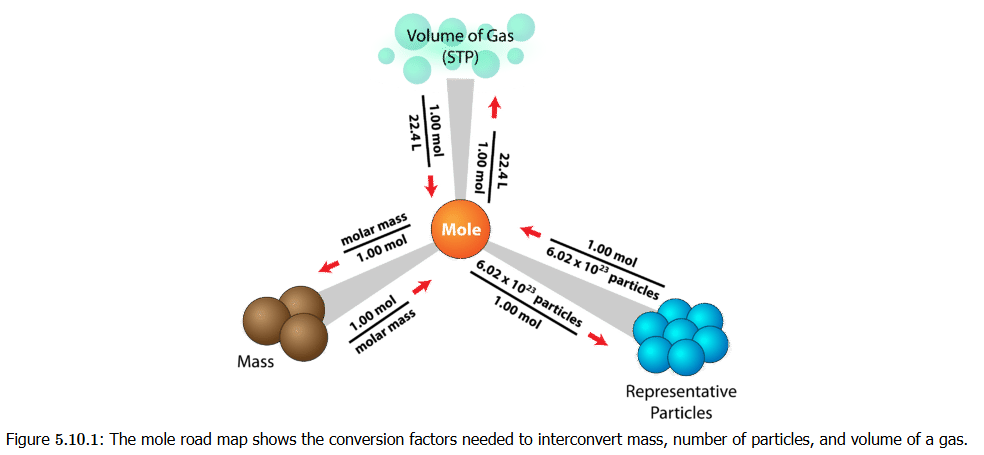 Volume of Gas
(STP)
1.00 mol
22.4 L
22.4 L
1.00 mol
Mole
molar mass
1.00 mol
1.00 mol
molar mass
1.00 mol
6.02 x 10²³ particles
6.02 x 10²³ particles
1.00 mol
Mass
Representative
Particles
Figure 5.10.1: The mole road map shows the conversion factors needed to interconvert mass, number of particles, and volume of a gas.